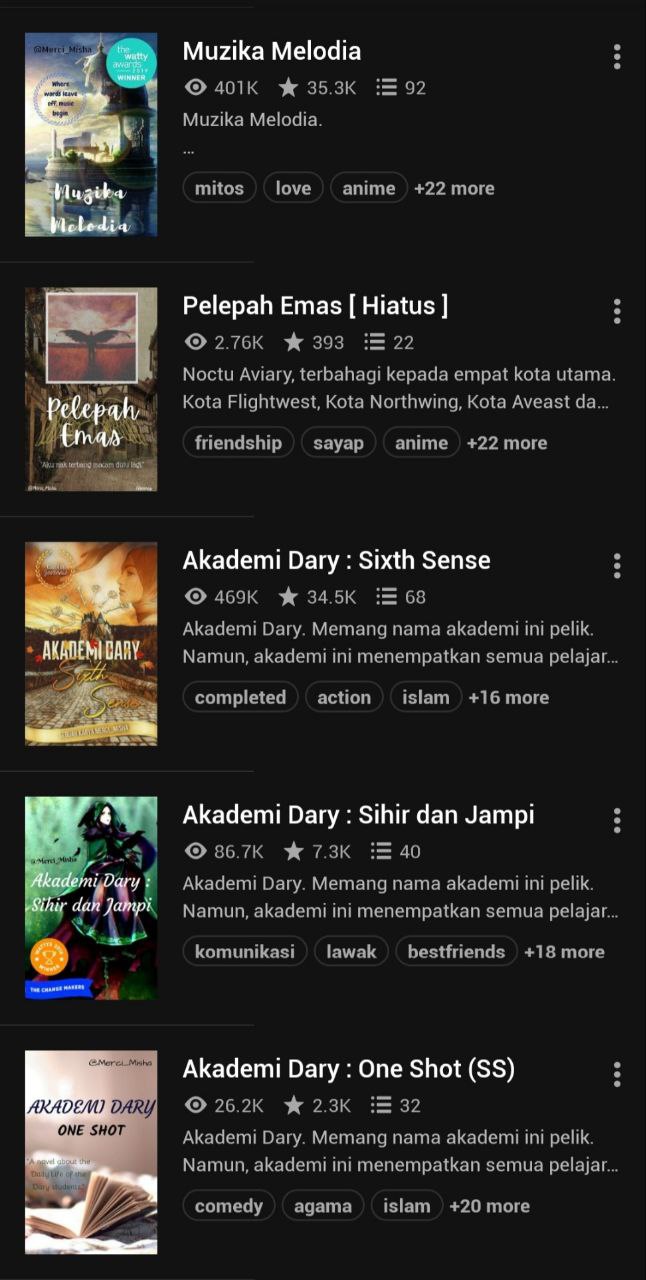 @Merci_Misha
the
watty
awards
2019
WINNER
Where
words leave
off, music
begin.
Muzika
Melodia
Muzika Melodia
401K 35.3K 92
Muzika Melodia.
...
mitos love anime +22 more
Pelepah
Emas
"Aku nak terbang macam dulu lagi"
@Merci_Misha
Pelepah Emas [ Hiatus ]
2.76K 393 22
Noctu Aviary, terbahagi kepada empat kota utama.
Kota Flightwest, Kota Northwing, Kota Aveast da...
friendship sayap anime +22 more
AKADEMI DARY
Sixth
Sense
Akademi Dary : Sixth Sense
469K 34.5K 68
Akademi Dary. Memang nama akademi ini pelik.
Namun, akademi ini menempatkan semua pelajar...
completed action islam +16 more
@Merci_Misha
Akademi Dary :
Sihir dan Jampi
WINNER
THE CHANGE MAKERS
Akademi Dary : Sihir dan Jampi
86.7K 7.3K 40
Akademi Dary. Memang nama akademi ini pelik.
Namun, akademi ini menempatkan semua pelajar...
komunikasi lawak bestfriends +18 more
@Merci_Misha
AKADEMI DARY
ONE SHOT
"A novel about the
Daily Life of the
Dary students"
Akademi Dary : One Shot (SS)
26.2K 2.3K 32
Akademi Dary. Memang nama akademi ini pelik.
Namun, akademi ini menempatkan semua pelajar...
comedy agama islam +20 more